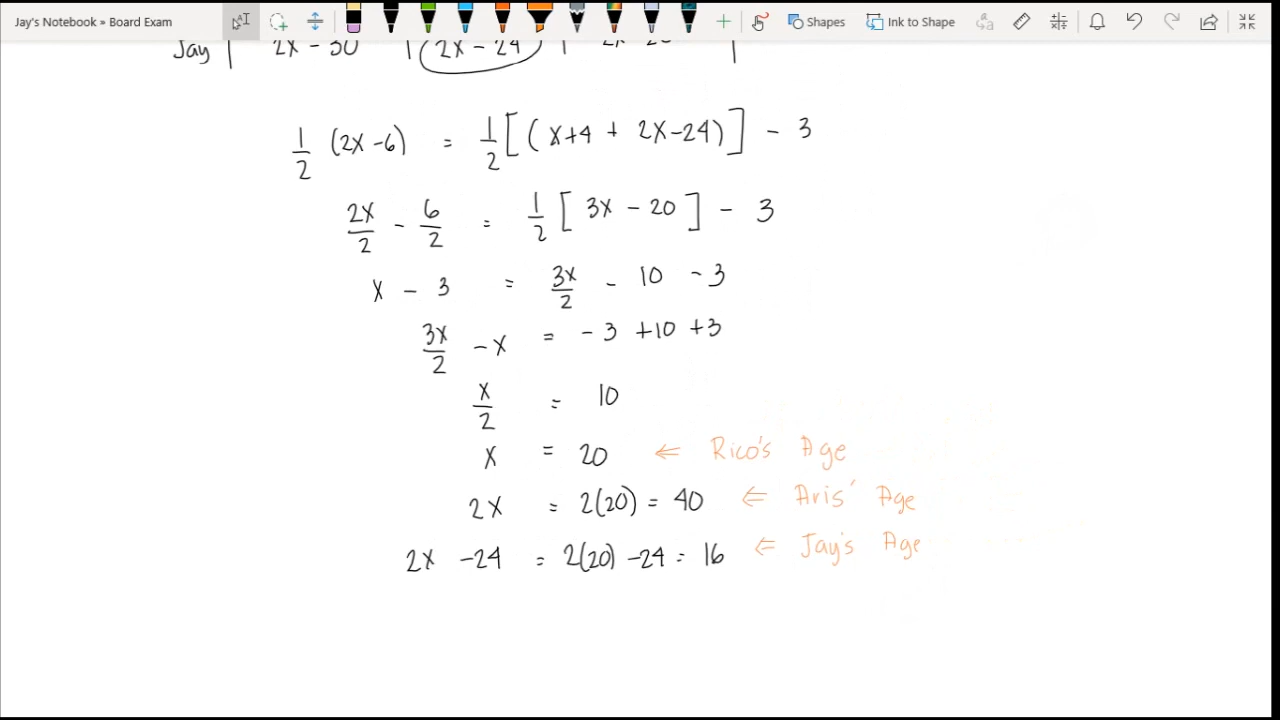 Jay's Notebook » Board Exam Shapes Ink to Shape
Jay | 2X - 30 | 2X - 24 | |
1/2 (2X - 6) = 1/2 [ ( X+4 + 2X-24) ] - 3
2X/2 - 6/2 = 1/2 [ 3X - 20 ] - 3
X - 3 = 3X/2 - 10 - 3
3X/2 - X = - 3 +10 +3
X/2 = 10
X = 20 ⇐ Rico's Age
2X = 2(20) = 40 ⇐ Aris' Age
2X - 24 = 2(20) - 24 = 16 ⇐ Jay's Age